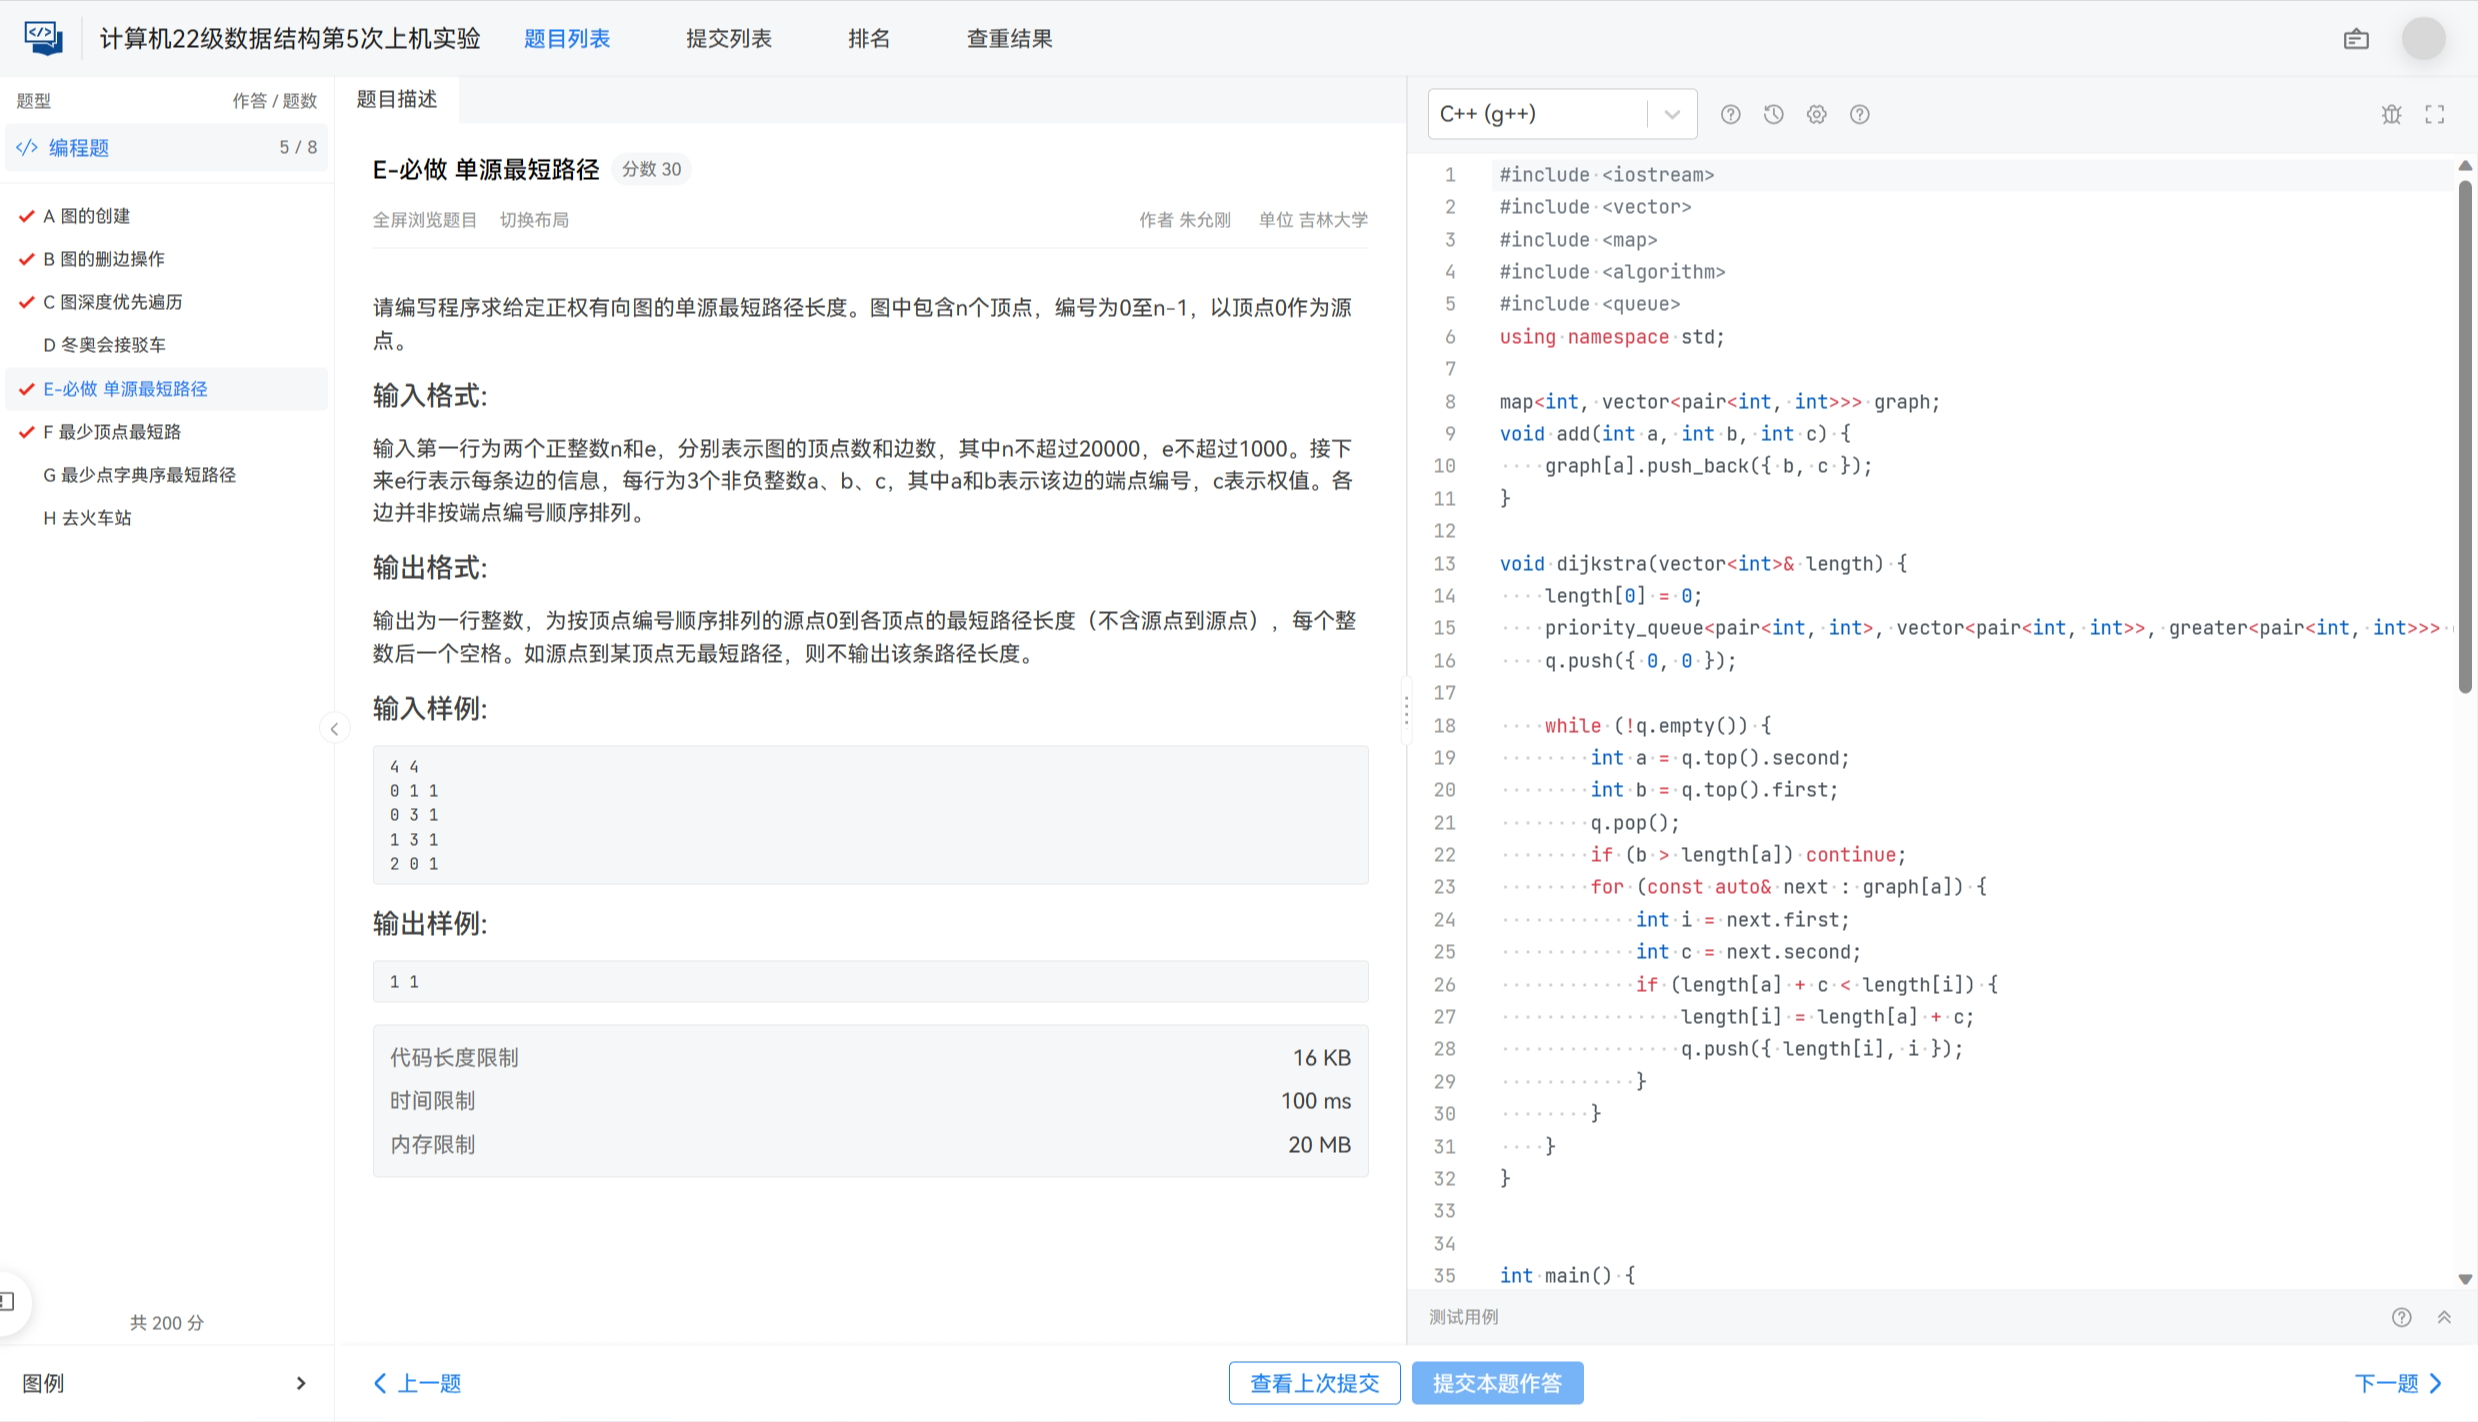 计算机22级数据结构第5次上机实验
题目列表
提交列表
排名
查重结果
题型
作答 / 题数
</> 编程题
5 / 8
A 图的创建
B 图的删边操作
C 图深度优先遍历
D 冬奥会接驳车
E-必做 单源最短路径
F 最少顶点最短路
G 最少点字典序最短路径
H 去火车站
共 200 分
图例
题目描述
E-必做 单源最短路径
分数 30
全屏浏览题目
切换布局
作者 朱允刚
单位 吉林大学
请编写程序求给定正权有向图的单源最短路径长度。图中包含n个顶点，编号为0至n-1，以顶点0作为源
点。
输入格式:
输入第一行为两个正整数n和e，分别表示图的顶点数和边数，其中n不超过20000，e不超过1000。接下
来e行表示每条边的信息，每行为3个非负整数a、b、c，其中a和b表示该边的端点编号，c表示权值。各
边并非按端点编号顺序排列。
输出格式:
输出为一行整数，为按顶点编号顺序排列的源点0到各顶点的最短路径长度（不含源点到源点），每个整
数后一个空格。如源点到某顶点无最短路径，则不输出该条路径长度。
输入样例:
4 4
0 1 1
0 3 1
1 3 1
2 0 1
输出样例:
1 1
代码长度限制
16 KB
时间限制
100 ms
内存限制
20 MB
上一题
查看上次提交
提交本题作答
下一题
C++ (g++)
1 #include <iostream>
2 #include <vector>
3 #include <map>
4 #include <algorithm>
5 #include <queue>
6 using namespace std;
7
8 map<int, vector<pair<int, int>>> graph;
9 void add(int a, int b, int c) {
10     graph[a].push_back({ b, c });
11 }
12
13 void dijkstra(vector<int>& length) {
14     length[0] = 0;
15     priority_queue<pair<int, int>, vector<pair<int, int>>, greater<pair<int, int>>>
16     q.push({ 0, 0 });
17
18     while (!q.empty()) {
19         int a = q.top().second;
20         int b = q.top().first;
21         q.pop();
22         if (b > length[a]) continue;
23         for (const auto& next : graph[a]) {
24             int i = next.first;
25             int c = next.second;
26             if (length[a] + c < length[i]) {
27                 length[i] = length[a] + c;
28                 q.push({ length[i], i });
29             }
30         }
31     }
32 }
33
34
35 int main() {
测试用例